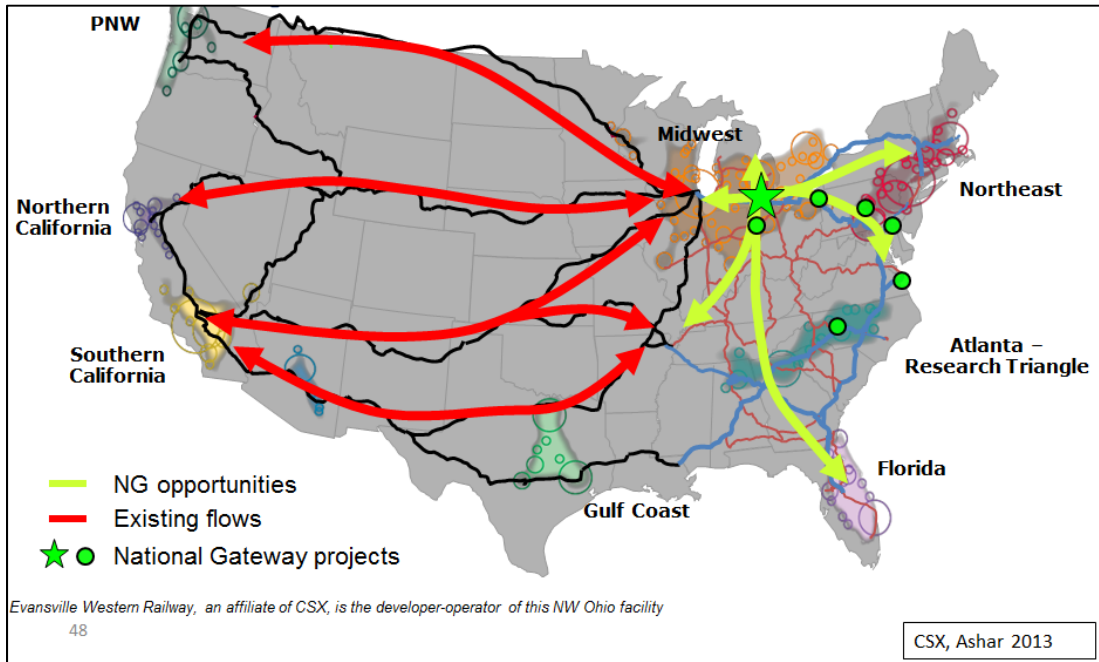 PNW
Midwest
Northern
California
Northeast
Southern
California
Atlanta –
Research Triangle
Florida
Gulf Coast
NG opportunities
Existing flows
National Gateway projects
Evansville Western Railway, an affiliate of CSX, is the developer-operator of this NW Ohio facility
48
CSX, Ashar 2013